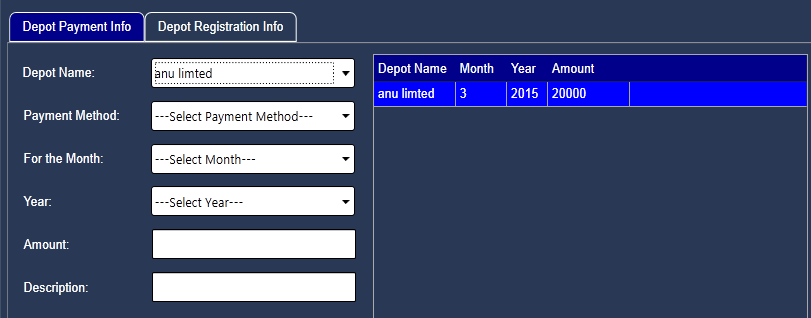 Depot Payment Info Depot Registration Info
Depot Name: anu limted
Payment Method: ---Select Payment Method---
For the Month: ---Select Month---
Year: ---Select Year---
Amount:
Description:
Depot Name Month Year Amount
anu limted 3 2015 20000